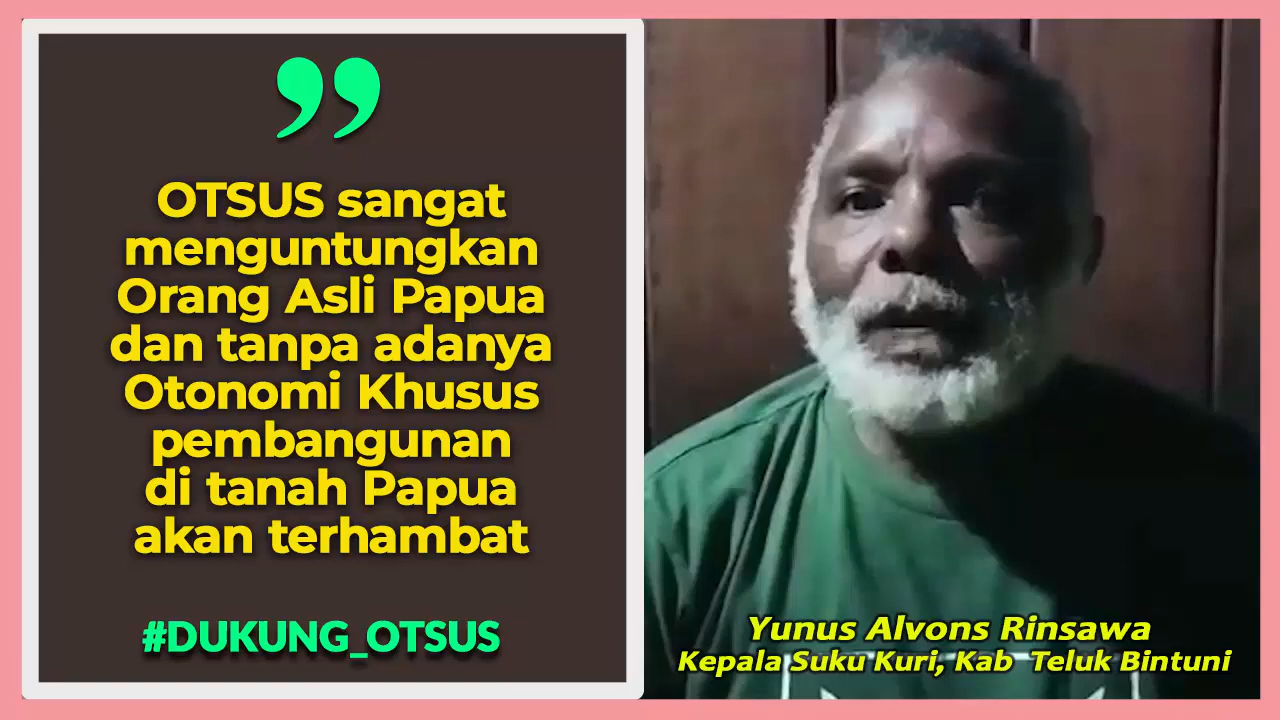 OTSUS sangat
menguntungkan
Orang Asli Papua
dan tanpa adanya
Otonomi Khusus
pembangunan
di tanah Papua
akan terhambat
#DUKUNG_OTSUS
Yunus Alvons Rinsawa
Kepala Suku Kuri, Kab Teluk Bintuni